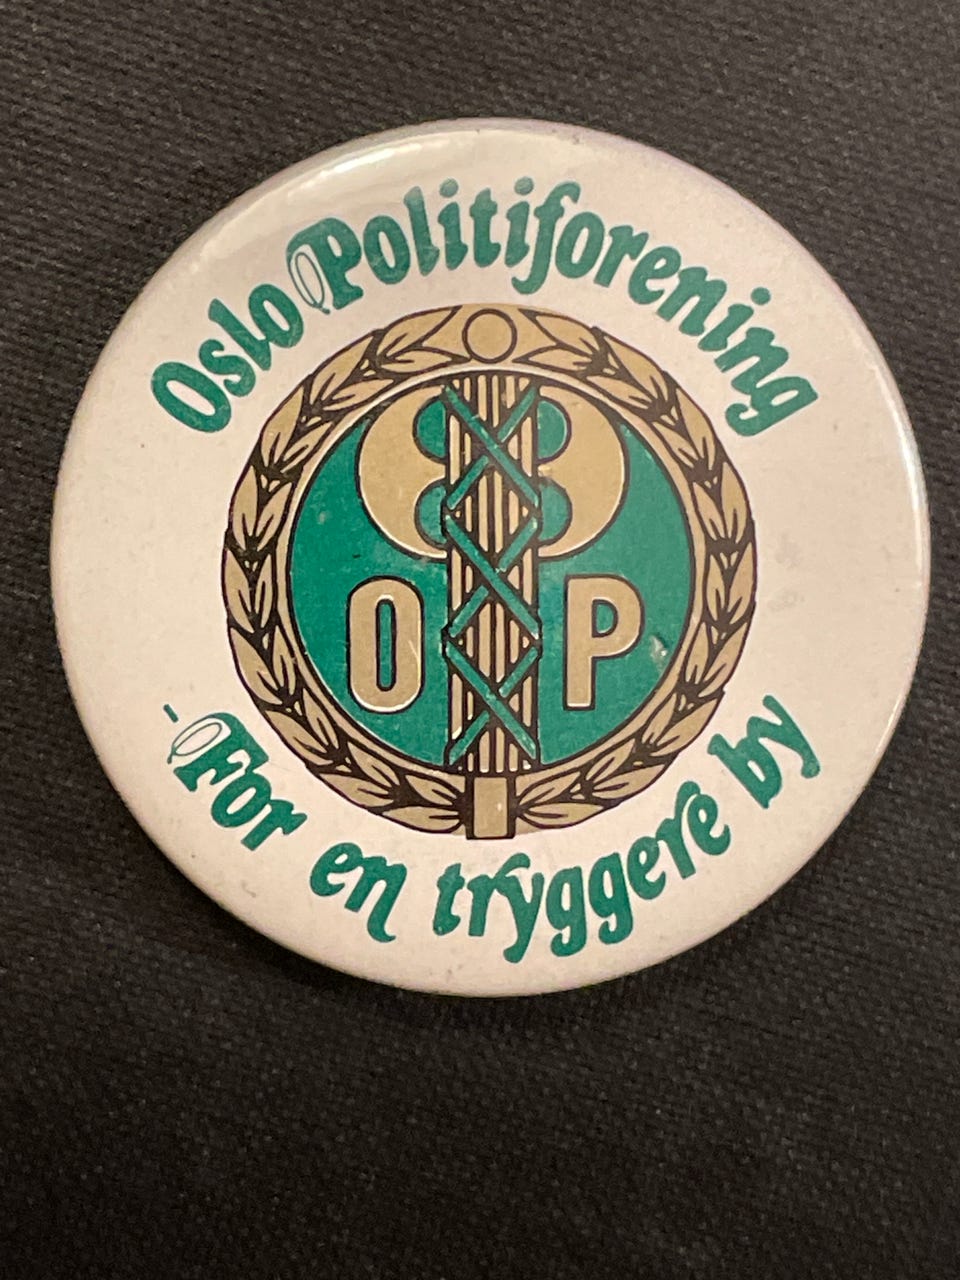 Oslo Politiforening
O P
-For en tryggere by